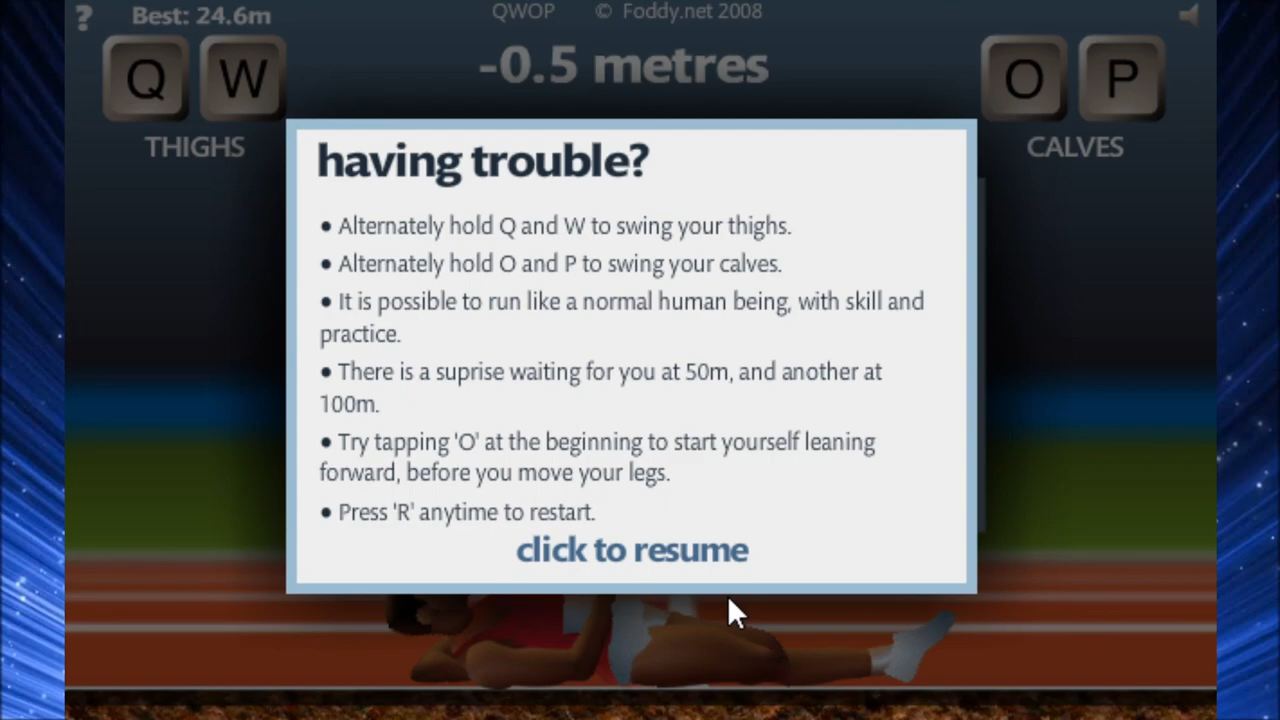 ?
Best: 24.6m
QWOP © Foddy.net 2008
-0.5 metres
Q W
O P
THIGHS
CALVES
having trouble?
• Alternately hold Q and W to swing your thighs.
• Alternately hold O and P to swing your calves.
• It is possible to run like a normal human being, with skill and
practice.
• There is a suprise waiting for you at 50m, and another at
100m.
• Try tapping 'O' at the beginning to start yourself leaning
forward, before you move your legs.
• Press 'R' anytime to restart.
click to resume